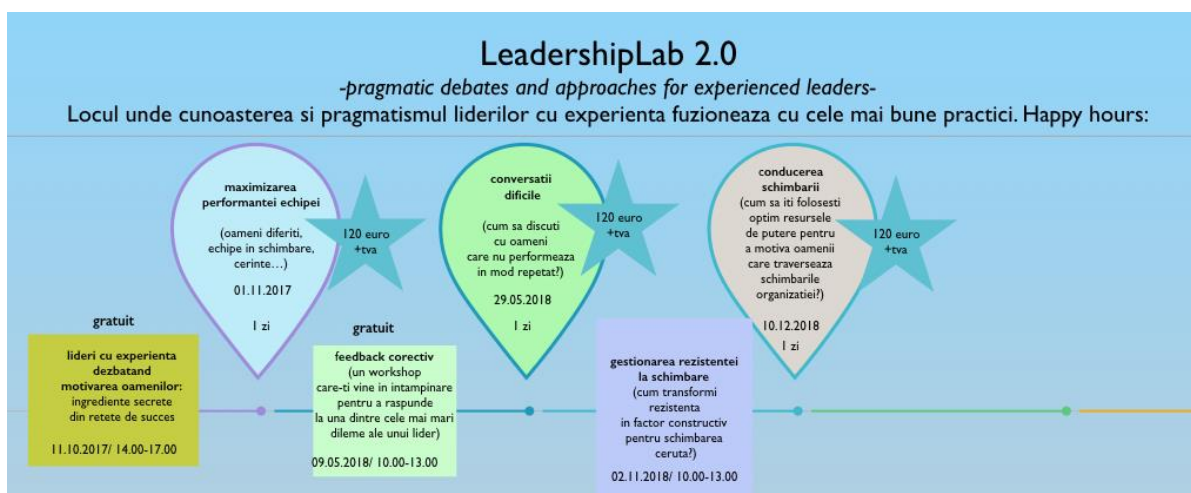 LeadershipLab 2.0
-pragmatic debates and approaches for experienced leaders-
Locul unde cunoasterea si pragmatismul liderilor cu experienta fuzioneaza cu cele mai bune practici. Happy hours:
maximizarea
performantei echipei
(oameni diferiti,
echipe in schimbare,
cerinte...)
01.11.2017
1 zi
120 euro
+tva
conversatii
dificile
(cum sa discuti
cu oameni
care nu performeaza
in mod repetat?)
29.05.2018
1 zi
120 euro
+tva
conducerea
schimbarii
(cum sa iti folosesti
optim resursele
de putere pentru
a motiva oamenii
care traverseaza
schimbarile
organizatiei?)
10.12.2018
1 zi
120 euro
+tva
gratuit
lideri cu experienta
dezbatand
motivarea oamenilor:
ingrediente secrete
din retete de succes
11.10.2017/ 14.00-17.00
gratuit
feedback corectiv
(un workshop
care-ti vine in intampinare
pentru a raspunde
la una dintre cele mai mari
dileme ale unui lider)
09.05.2018/ 10.00-13.00
gestionarea rezistentei
la schimbare
(cum transformi
rezistenta
in factor constructiv
pentru schimbarea
ceruta?)
02.11.2018/ 10.00-13.00